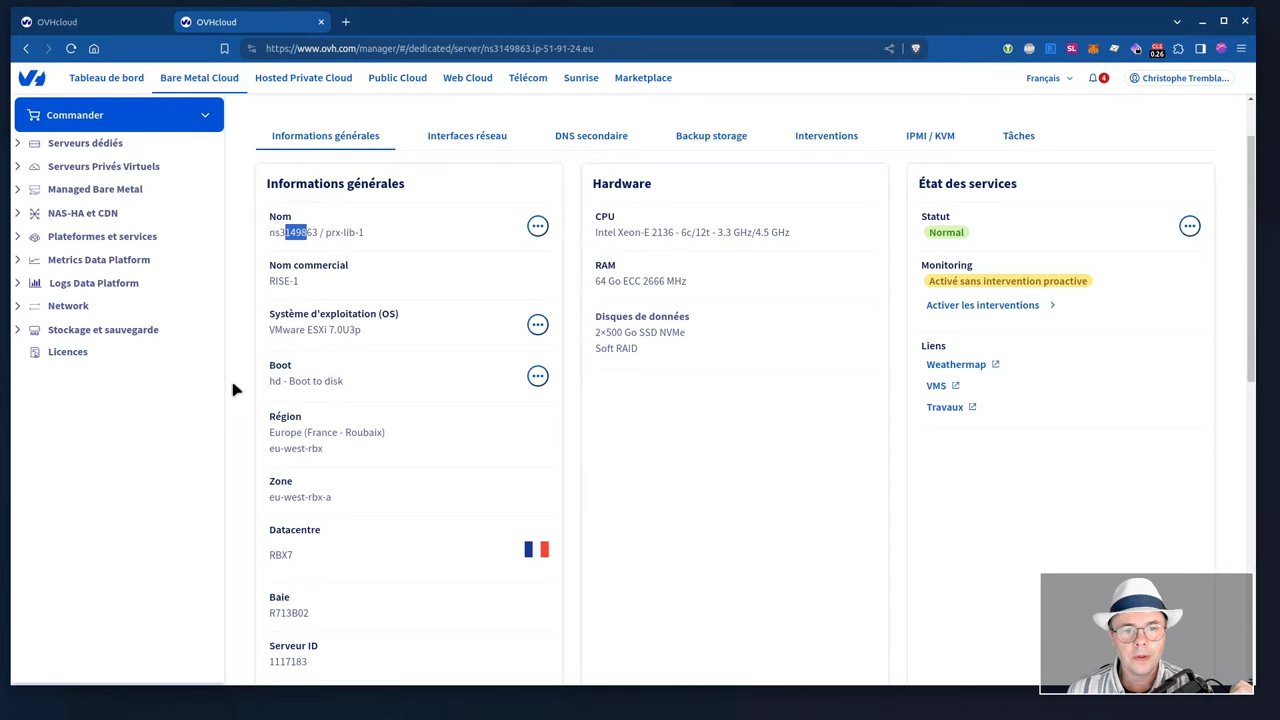 OVHcloud
OVHcloud
https://www.ovh.com/manager/#/dedicated/server/ns3149863.ip-51-91-24.eu
SL
CLS
0.26
Tableau de bord
Bare Metal Cloud
Hosted Private Cloud
Public Cloud
Web Cloud
Télécom
Sunrise
Marketplace
Français
4
Christophe Trembla...
Commander
Serveurs dédiés
Serveurs Privés Virtuels
Managed Bare Metal
NAS-HA et CDN
Plateformes et services
Metrics Data Platform
Logs Data Platform
Network
Stockage et sauvegarde
Licences
Informations générales
Interfaces réseau
DNS secondaire
Backup storage
Interventions
IPMI / KVM
Tâches
Informations générales
Nom
ns3149863 / prx-lib-1
Nom commercial
RISE-1
Système d'exploitation (OS)
VMware ESXi 7.0U3p
Boot
hd - Boot to disk
Région
Europe (France - Roubaix)
eu-west-rbx
Zone
eu-west-rbx-a
Datacentre
RBX7
Baie
R713B02
Serveur ID
1117183
Hardware
CPU
Intel Xeon-E 2136 - 6c/12t - 3.3 GHz/4.5 GHz
RAM
64 Go ECC 2666 MHz
Disques de données
2×500 Go SSD NVMe
Soft RAID
État des services
Statut
Normal
Monitoring
Activé sans intervention proactive
Activer les interventions
Liens
Weathermap
VMS
Travaux